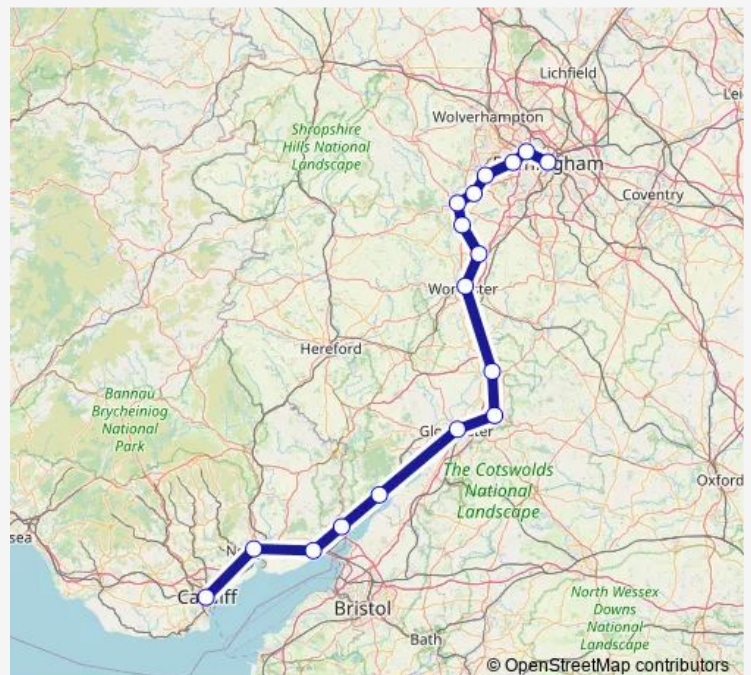 Lichfield
Wolverhampton
Shropshire
Hills National
Landscape
Coventry
Hereford
Bannau
Brycheiniog
National
Park
The Cotswolds
National
Landscape
Oxford
North Wessex
Downs
National
Landscape
Bristol
Bath
© OpenStreetMap contributors